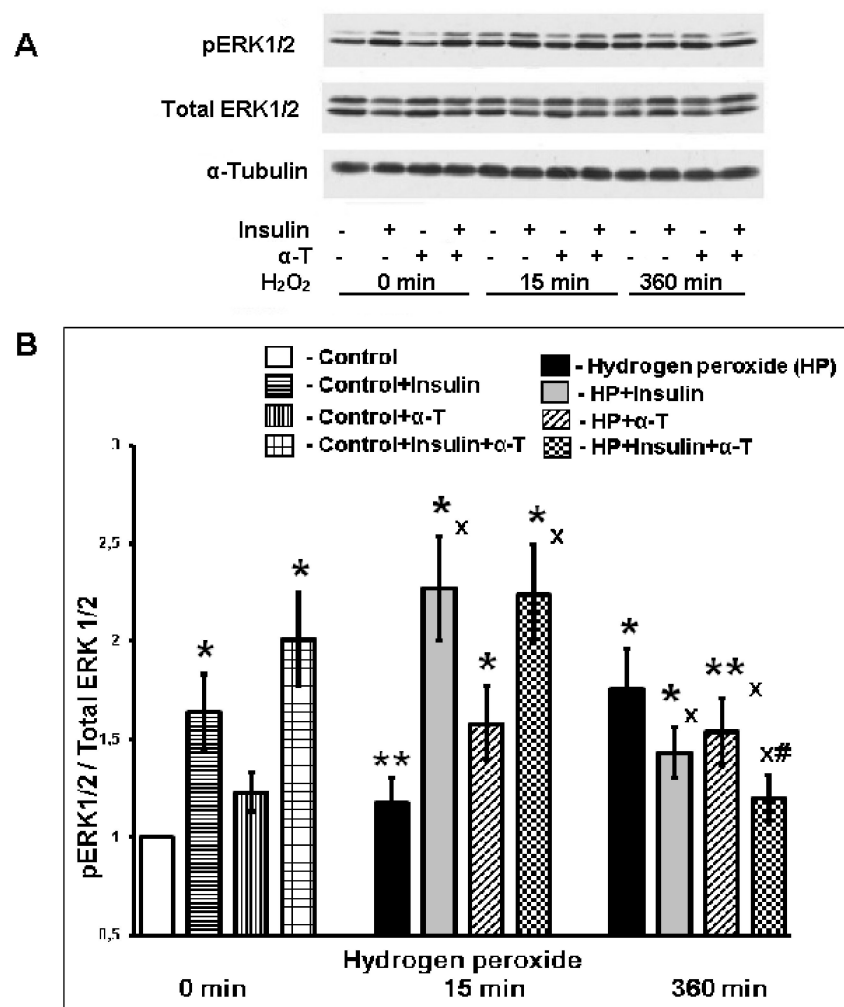 A
pERK1/2
Total ERK1/2
α-Tubulin
Insulin - + - + - + - + - + - +
α-T - - + + - - + + - - + +
H₂O₂ 0 min 15 min 360 min
B
- Control
- Control+Insulin
- Control+α-T
- Control+Insulin+α-T
- Hydrogen peroxide (HP)
- HP+Insulin
- HP+α-T
- HP+Insulin+α-T
pERK1/2 / Total ERK 1/2
3
2,5
2
1,5
1
0,5
* * ** * x * * x * * x ** x x#
Hydrogen peroxide
0 min 15 min 360 min